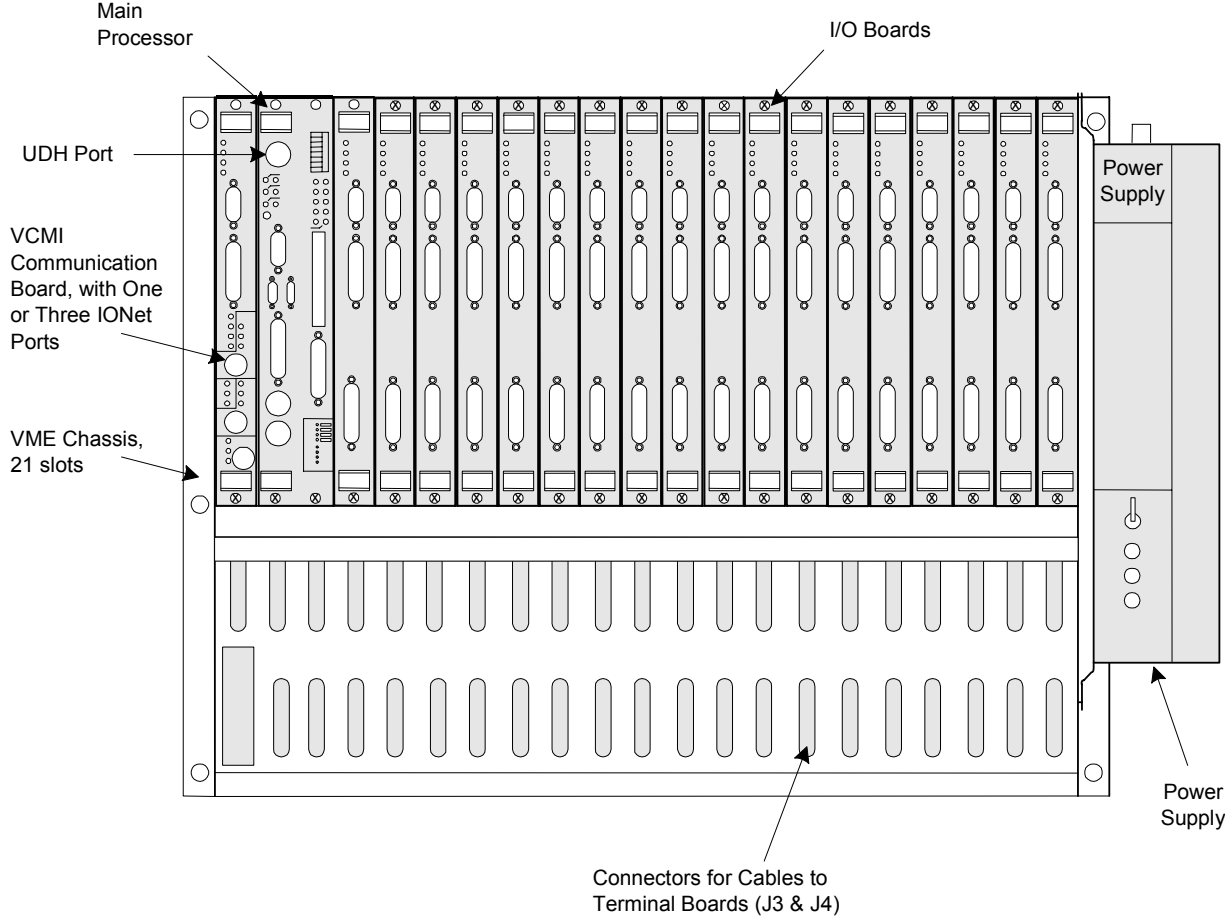 Main
Processor
I/O Boards
UDH Port
Power
Supply
VCMI
Communication
Board, with One
or Three IONet
Ports
VME Chassis,
21 slots
Power
Supply
Connectors for Cables to
Terminal Boards (J3 & J4)